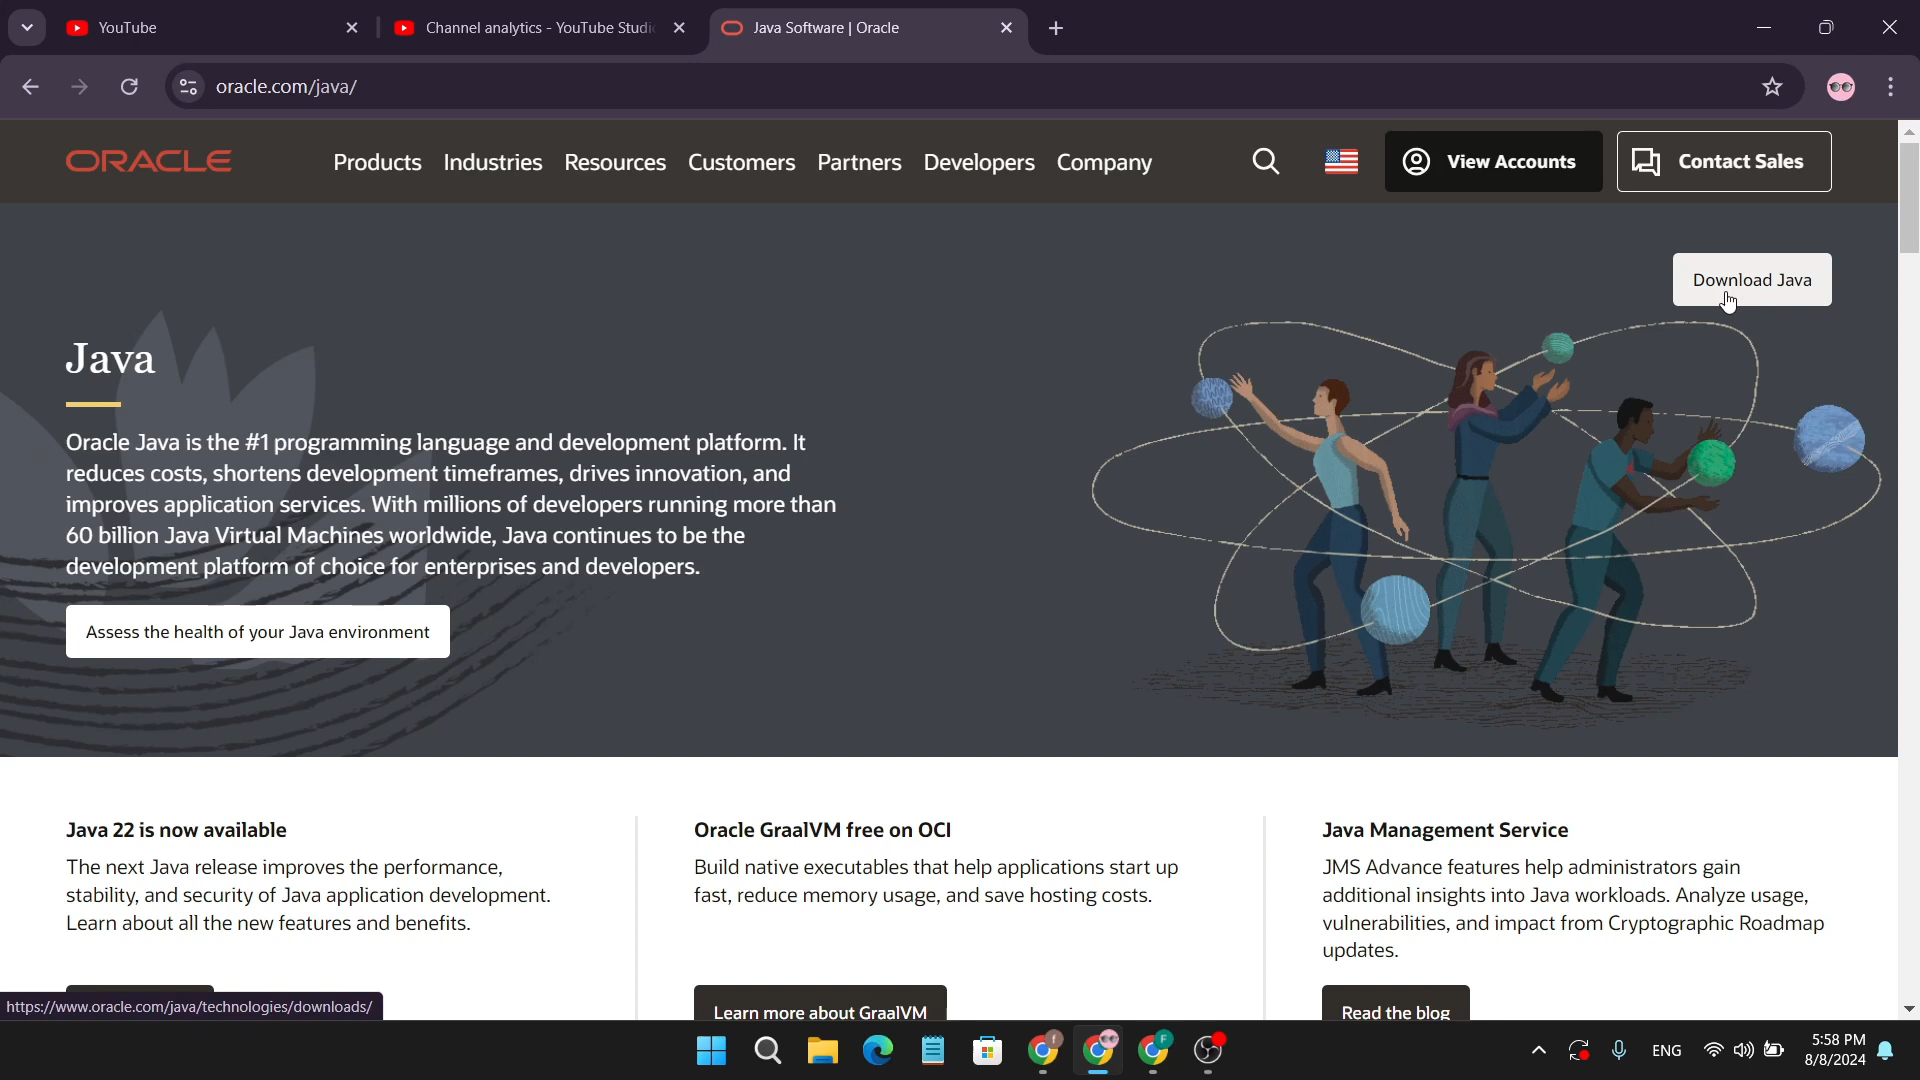 YouTube
Channel analytics - YouTube Studi
Java Software | Oracle
oracle.com/java/
ORACLE
Products Industries Resources Customers Partners Developers Company
View Accounts
Contact Sales
Download Java
Java
Oracle Java is the #1 programming language and development platform. It
reduces costs, shortens development timeframes, drives innovation, and
improves application services. With millions of developers running more than
60 billion Java Virtual Machines worldwide, Java continues to be the
development platform of choice for enterprises and developers.
Assess the health of your Java environment
Java 22 is now available
The next Java release improves the performance,
stability, and security of Java application development.
Learn about all the new features and benefits.
Oracle GraalVM free on OCI
Build native executables that help applications start up
fast, reduce memory usage, and save hosting costs.
Learn more about GraalVM
Java Management Service
JMS Advance features help administrators gain
additional insights into Java workloads. Analyze usage,
vulnerabilities, and impact from Cryptographic Roadmap
updates.
Read the blog
https://www.oracle.com/java/technologies/downloads/
f
F
ENG
5:58 PM
8/8/2024